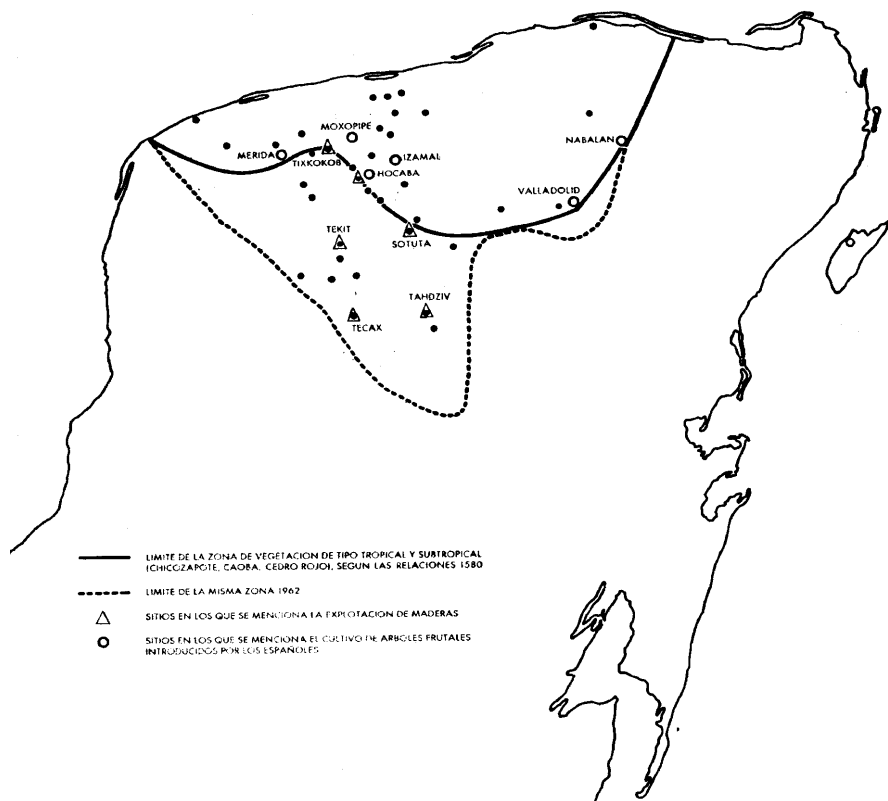 MOXOPIPE
NABALAN
MERIDA
TIXKOKOB
IZAMAL
HOCABA
VALLADOLID
TEKIT
SOTUTA
TAHDZIV
TECAX
LIMITE DE LA ZONA DE VEGETACION DE TIPO TROPICAL Y SUBTROPICAL
(CHICOZAPOTE, CAOBA, CEDRO ROJO), SEGUN LAS RELACIONES 1580
LIMITE DE LA MISMA ZONA 1962
SITIOS EN LOS QUE SE MENCIONA LA EXPLOTACION DE MADERAS
SITIOS EN LOS QUE SE MENCIONA EL CULTIVO DE ARBOLES FRUTALES
INTRODUCIDOS POR LOS ESPAÑOLES